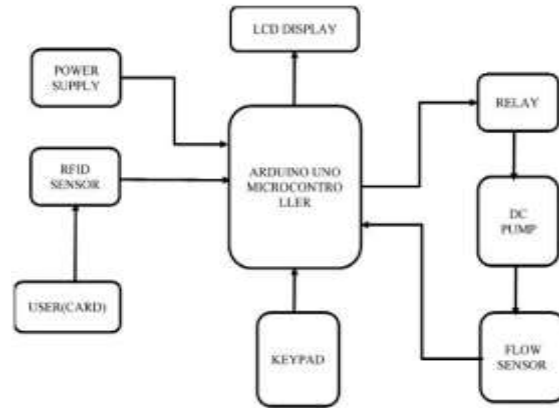 LCD DISPLAY
POWER
SUPPLY
RELAY
RFID
SENSOR
ARDUINO UNO
MICROCONTRO
LLER
DC
PUMP
USER(CARD)
KEYPAD
FLOW
SENSOR